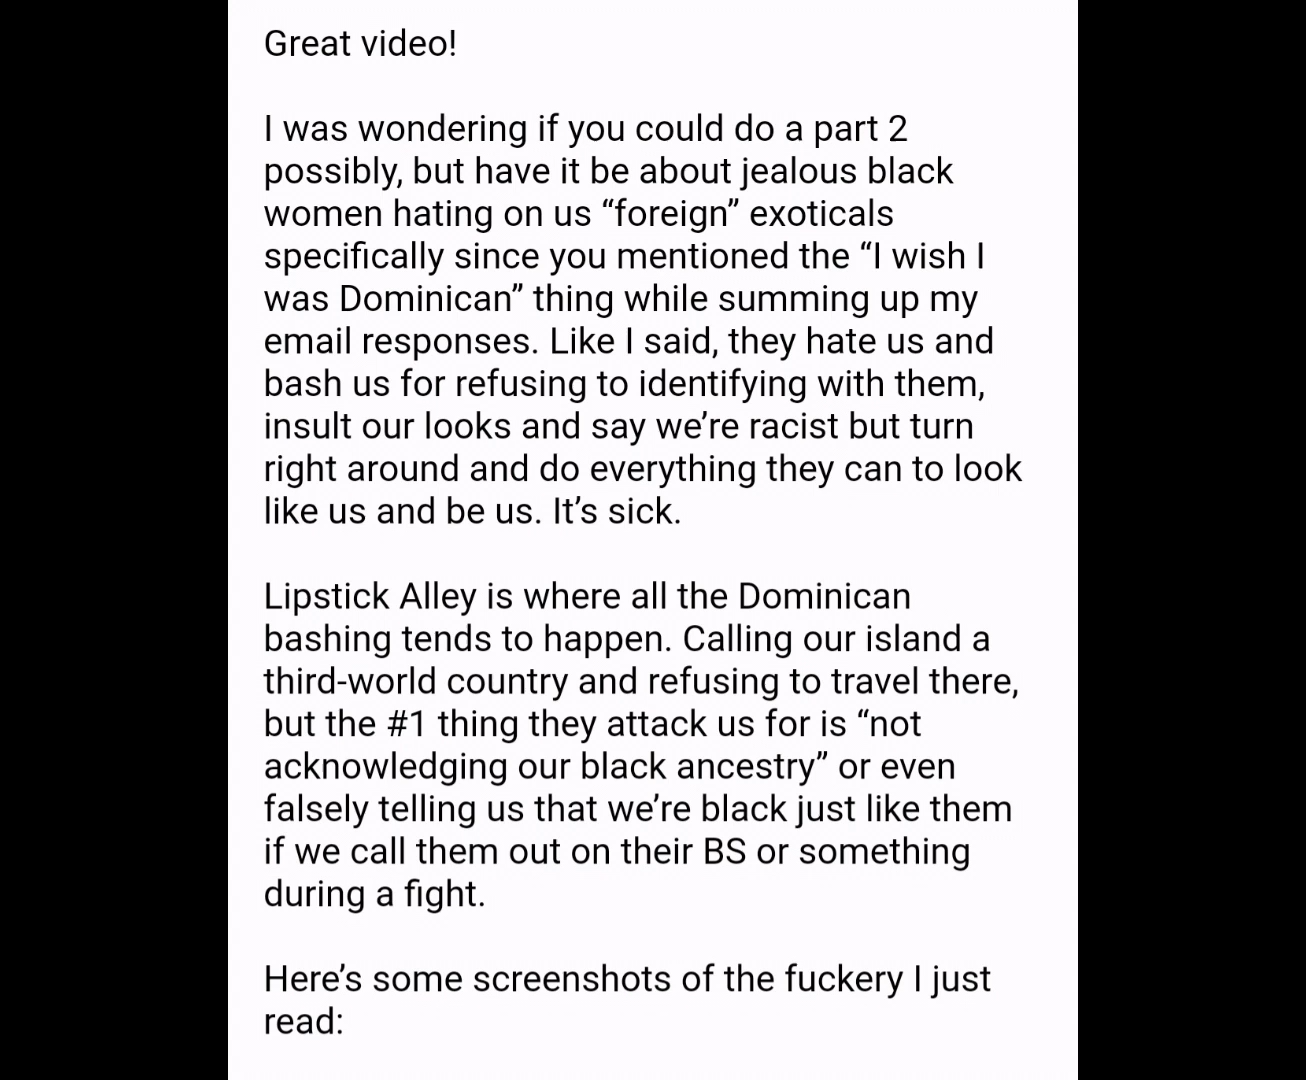 Great video!
I was wondering if you could do a part 2
possibly, but have it be about jealous black
women hating on us “foreign” exoticals
specifically since you mentioned the “I wish I
was Dominican” thing while summing up my
email responses. Like I said, they hate us and
bash us for refusing to identifying with them,
insult our looks and say we’re racist but turn
right around and do everything they can to look
like us and be us. It’s sick.
Lipstick Alley is where all the Dominican
bashing tends to happen. Calling our island a
third-world country and refusing to travel there,
but the #1 thing they attack us for is “not
acknowledging our black ancestry” or even
falsely telling us that we’re black just like them
if we call them out on their BS or something
during a fight.
Here’s some screenshots of the fuckery I just
read: